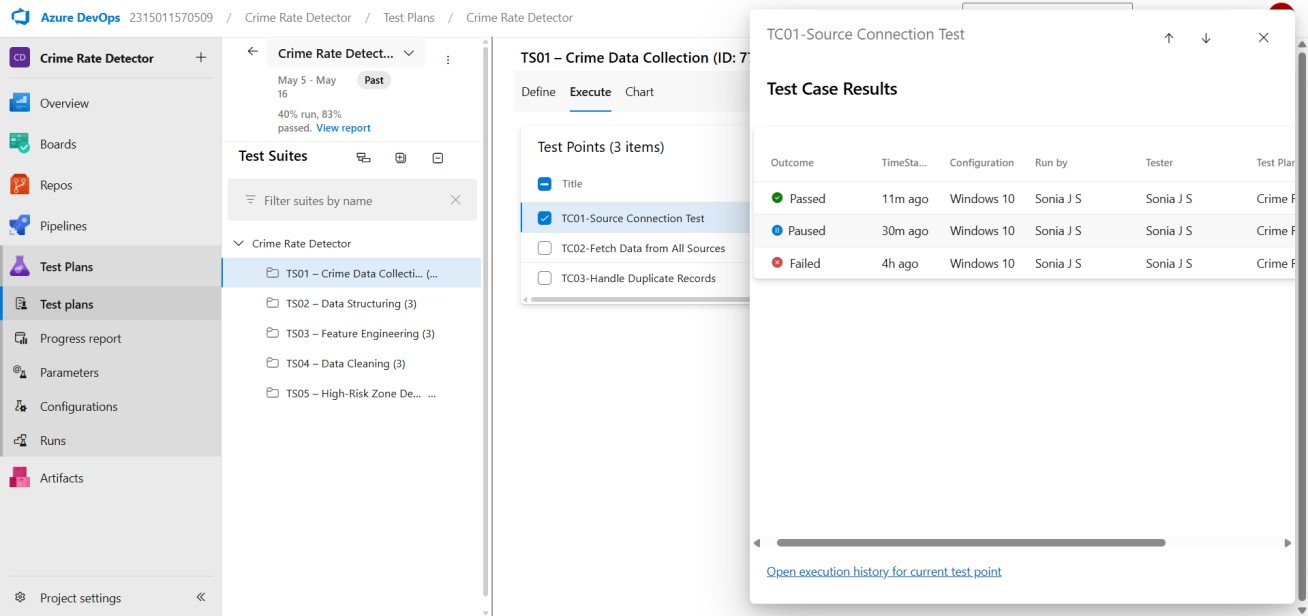 Azure DevOps 2315011570509 / Crime Rate Detector / Test Plans / Crime Rate Detector
CD Crime Rate Detector
Overview
Boards
Repos
Pipelines
Test Plans
Test plans
Progress report
Parameters
Configurations
Runs
Artifacts
Project settings
Crime Rate Detect...
May 5 - May
16
Past
40% run, 83%
passed. View report
Test Suites
Filter suites by name
Crime Rate Detector
TS01 – Crime Data Collecti... (...
TS02 – Data Structuring (3)
TS03 – Feature Engineering (3)
TS04 – Data Cleaning (3)
TS05 – High-Risk Zone De... ...
TS01 – Crime Data Collection (ID: 77
Define Execute Chart
Test Points (3 items)
Title
TC01-Source Connection Test
TC02-Fetch Data from All Sources
TC03-Handle Duplicate Records
TC01-Source Connection Test
Test Case Results
Outcome TimeSta... Configuration Run by Tester Test Plan
Passed 11m ago Windows 10 Sonia J S Sonia J S Crime F
Paused 30m ago Windows 10 Sonia J S Sonia J S Crime F
Failed 4h ago Windows 10 Sonia J S Sonia J S Crime F
Open execution history for current test point